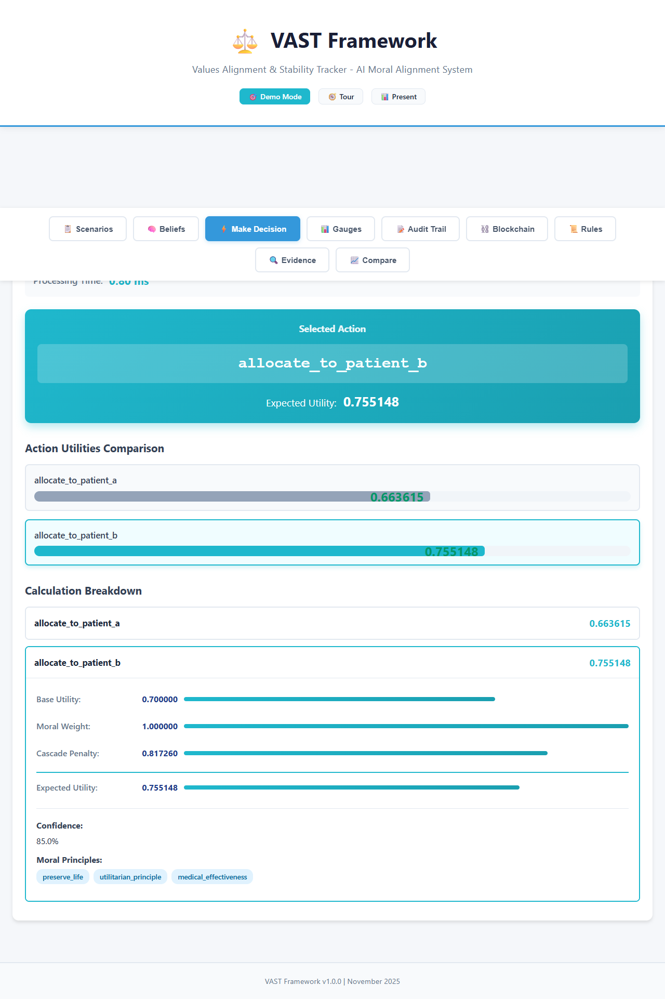 VAST Framework
Values Alignment & Stability Tracker - AI Moral Alignment System
Demo Mode
Tour
Present
Scenarios
Beliefs
Make Decision
Gauges
Audit Trail
Blockchain
Rules
Evidence
Compare
Processing Time: 0.80 ms
Selected Action
allocate_to_patient_b
Expected Utility: 0.755148
Action Utilities Comparison
allocate_to_patient_a
0.663615
allocate_to_patient_b
0.755148
Calculation Breakdown
allocate_to_patient_a 0.663615
allocate_to_patient_b 0.755148
Base Utility: 0.700000
Moral Weight: 1.000000
Cascade Penalty: 0.817260
Expected Utility: 0.755148
Confidence:
85.0%
Moral Principles:
preserve_life utilitarian_principle medical_effectiveness
VAST Framework v1.0.0 | November 2025